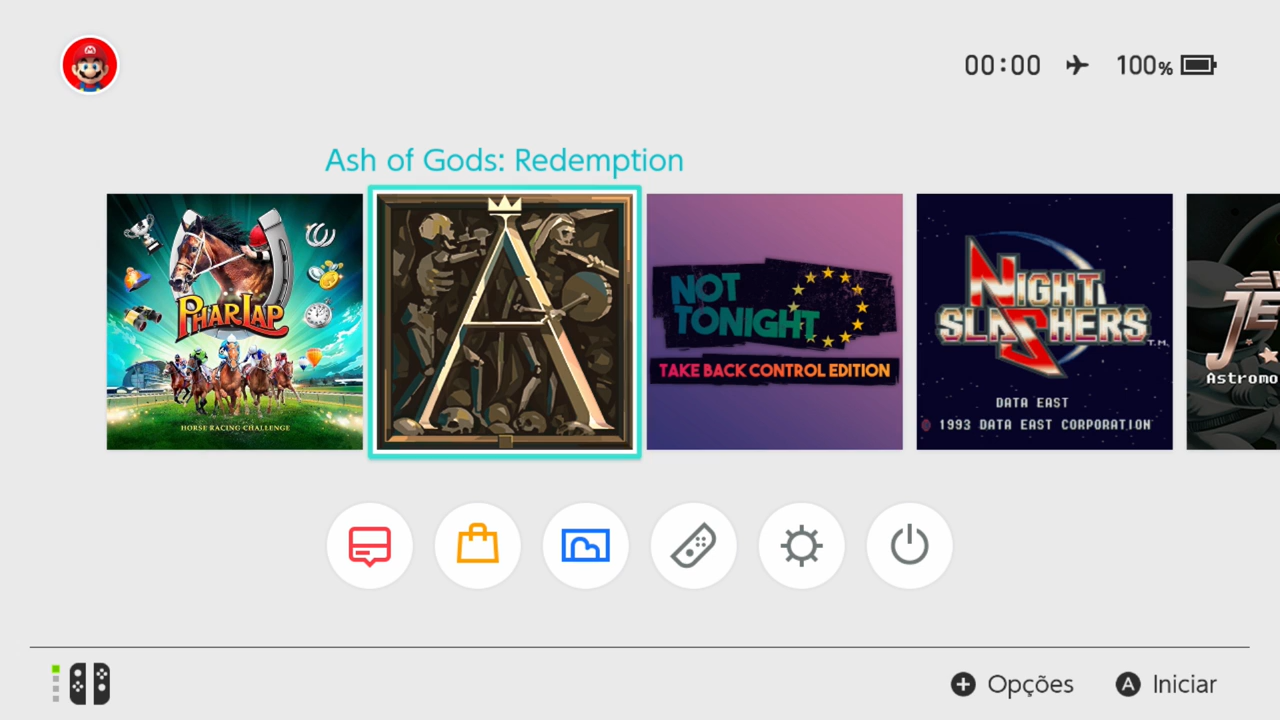 00:00
100%
Ash of Gods: Redemption
PHAR LAP
HORSE RACING CHALLENGE
A
NOT
TONIGHT
TAKE BACK CONTROL EDITION
NIGHT
SLASHERS
T.M.
DATA EAST
© 1993 DATA EAST CORPORATION
JE
Astromo
+ Opções
A Iniciar